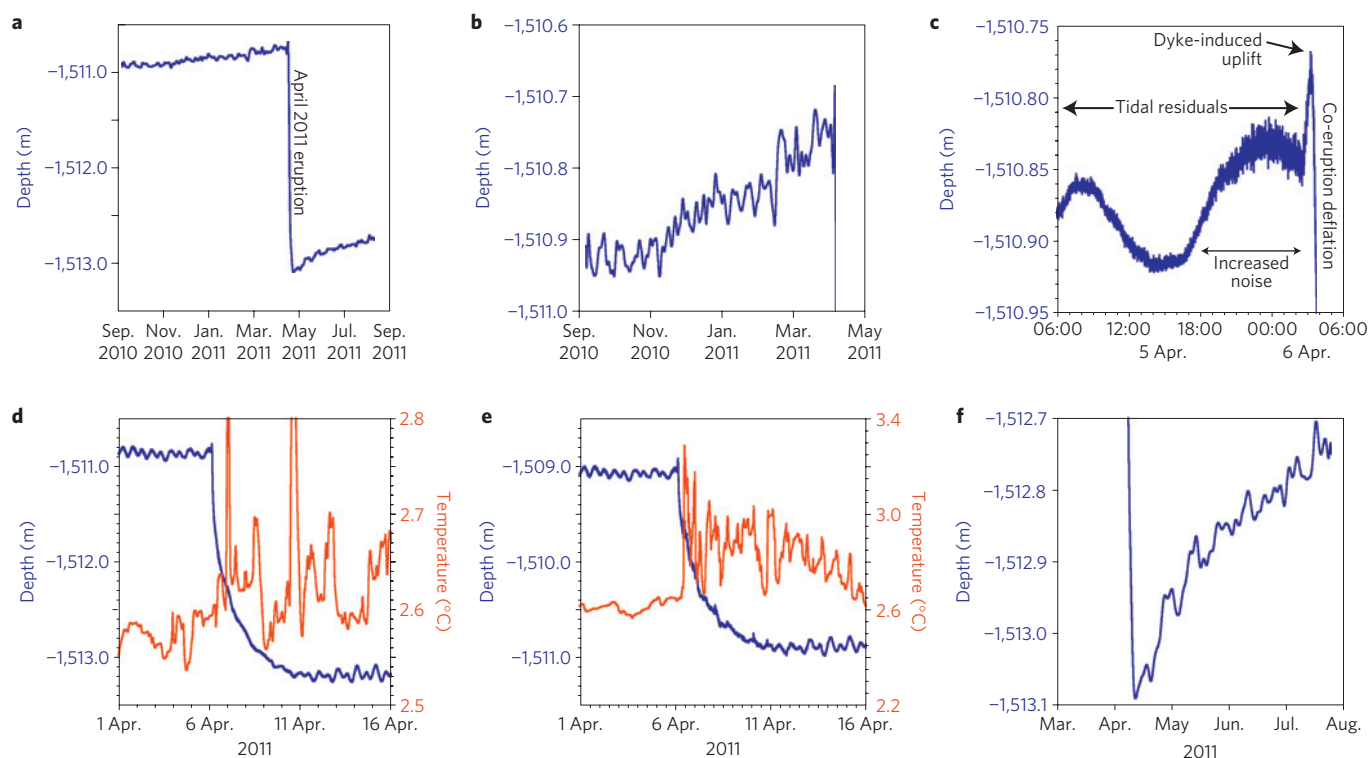 a
−1,511.0
−1,512.0
−1,513.0
Depth (m)
April 2011 eruption
Sep. Nov. Jan. Mar. May Jul. Sep.
2010 2010 2011 2011 2011 2011 2011
b
−1,510.6
−1,510.7
−1,510.8
−1,510.9
−1,511.0
Depth (m)
Sep. Nov. Jan. Mar. May
2010 2010 2011 2011 2011
c
−1,510.75
−1,510.80
−1,510.85
−1,510.90
−1,510.95
Depth (m)
Dyke-induced
uplift
Tidal residuals
Increased
noise
Co-eruption deflation
06:00 12:00 18:00 00:00 06:00
5 Apr. 6 Apr.
d
−1,511.0
−1,512.0
−1,513.0
Depth (m)
2.8
2.7
2.6
2.5
Temperature (°C)
1 Apr. 6 Apr. 11 Apr. 16 Apr.
2011
e
−1,509.0
−1,510.0
−1,511.0
Depth (m)
3.4
3.0
2.6
2.2
Temperature (°C)
1 Apr. 6 Apr. 11 Apr. 16 Apr.
2011
f
−1,512.7
−1,512.8
−1,512.9
−1,513.0
−1,513.1
Depth (m)
Mar. Apr. May Jun. Jul. Aug.
2011